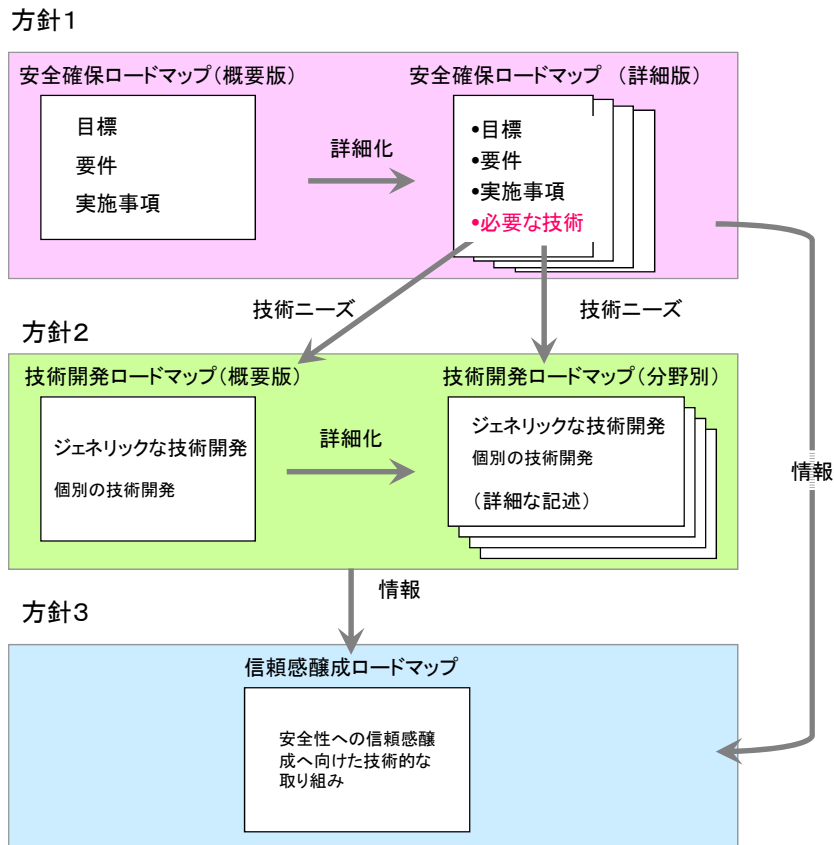 方針1
安全確保ロードマップ(概要版)
目標
要件
実施事項
詳細化
安全確保ロードマップ (詳細版)
•目標
•要件
•実施事項
•必要な技術
技術ニーズ
技術ニーズ
方針2
技術開発ロードマップ(概要版)
ジェネリックな技術開発
個別の技術開発
詳細化
技術開発ロードマップ(分野別)
ジェネリックな技術開発
個別の技術開発
(詳細な記述)
情報
情報
方針3
信頼感醸成ロードマップ
安全性への信頼感醸
成へ向けた技術的な
取り組み